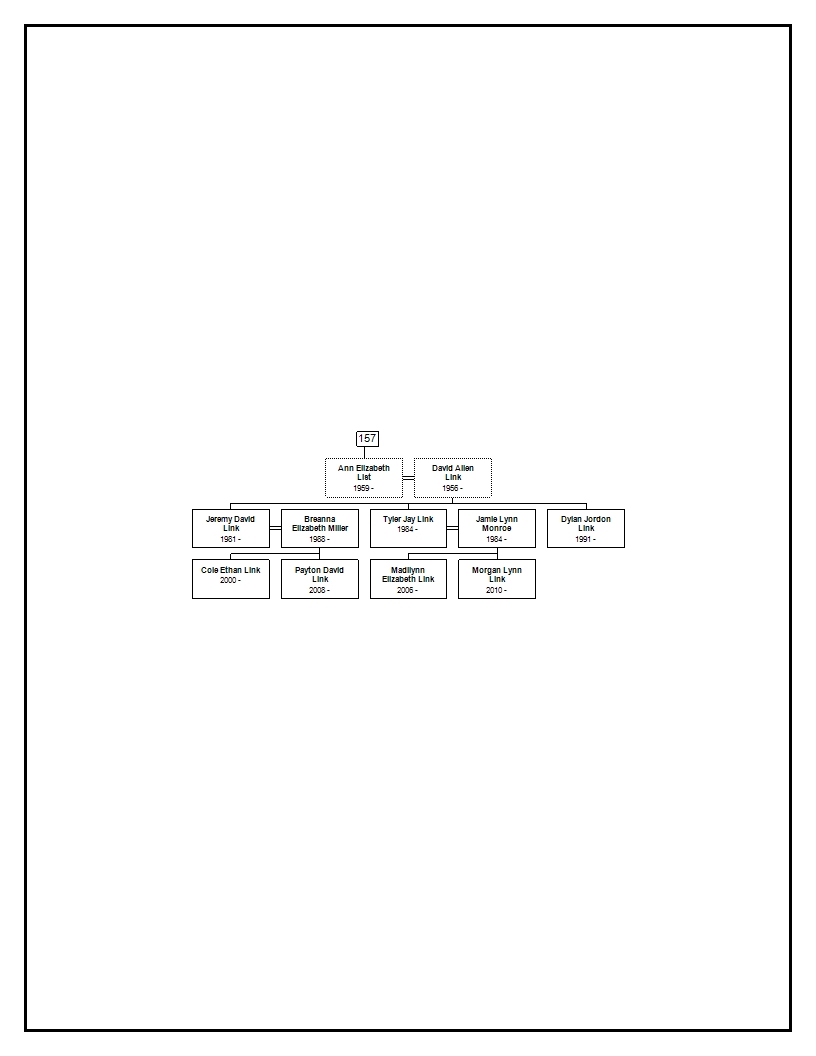 157
Ann Elizabeth
List
1959 -
David Allen
Link
1956 -
Jeremy David
Link
1981 -
Breanna
Elizabeth Miller
1988 -
Tyler Jay Link
1984 -
Jamie Lynn
Monroe
1984 -
Dylan Jordon
Link
1991 -
Cole Ethan Link
2000 -
Payton David
Link
2008 -
Madilynn
Elizabeth Link
2006 -
Morgan Lynn
Link
2010 -